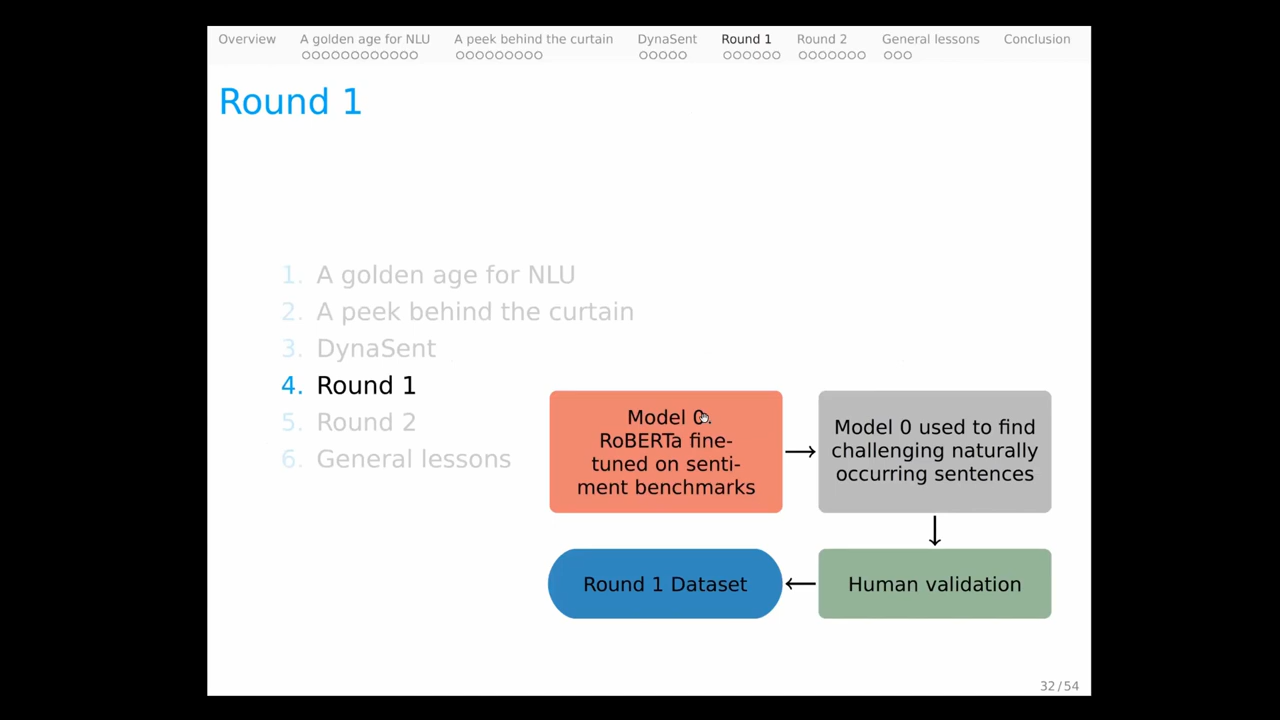 Overview A golden age for NLU A peek behind the curtain DynaSent Round 1 Round 2 General lessons Conclusion
Round 1
1. A golden age for NLU
2. A peek behind the curtain
3. DynaSent
4. Round 1
5. Round 2
6. General lessons
Model 0.
RoBERTa fine-
tuned on senti-
ment benchmarks
Model 0 used to find
challenging naturally
occurring sentences
Round 1 Dataset
Human validation
32 / 54